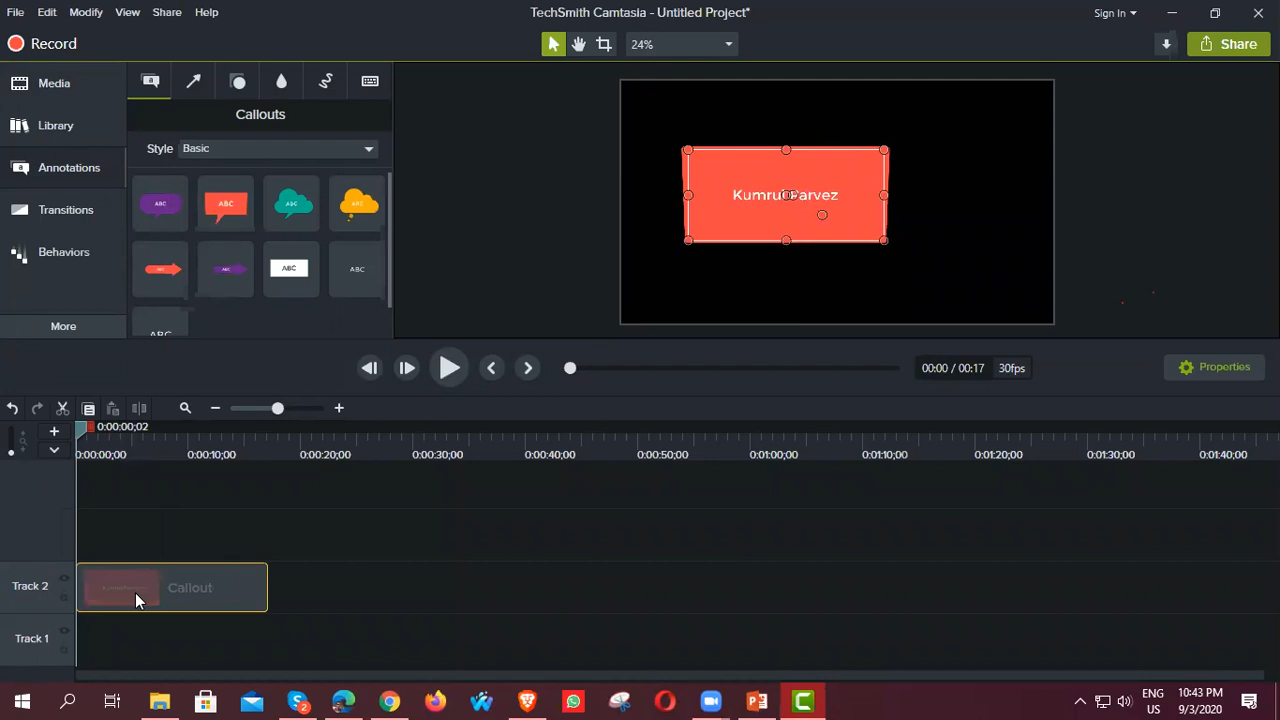 File Edit Modify View Share Help
TechSmith Camtasia - Untitled Project*
Sign In
Record
24%
Share
Media
Library
Annotations
Transitions
Behaviors
More
Callouts
Style Basic
ABC ABC ABC ABC
ABC ABC ABC ABC
ABC
Kumrul Parvez
00:00 / 00:17 30fps
Properties
0:00:00;02
0:00:00;00 0:00:10;00 0:00:20;00 0:00:30;00 0:00:40;00 0:00:50;00 0:01:00;00 0:01:10;00 0:01:20;00 0:01:30;00 0:01:40;00
Track 2
Callout
Track 1
2
ENG
US
10:43 PM
9/3/2020